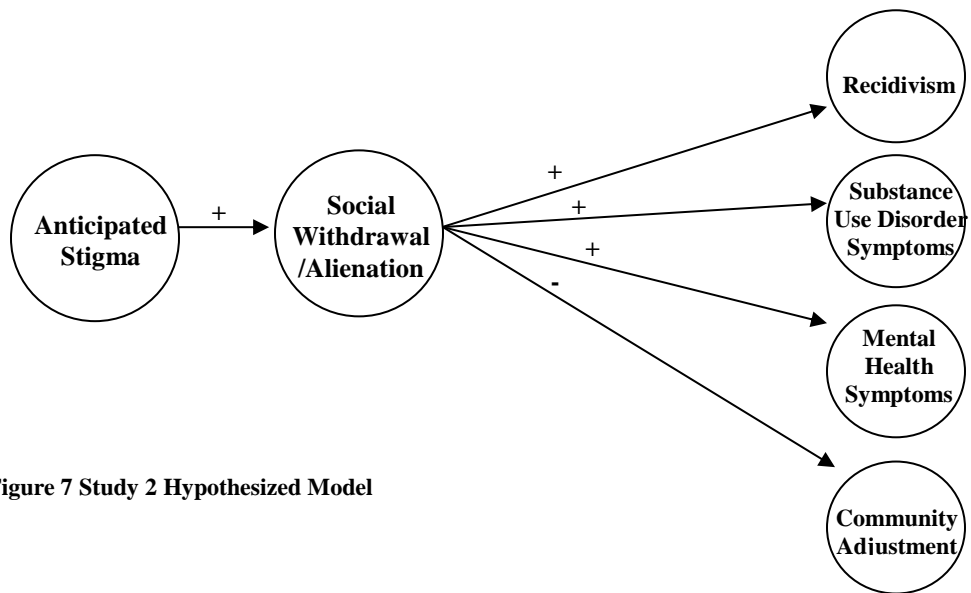 Recidivism
+
Substance
Use Disorder
Symptoms
+
Anticipated
Stigma
+
Social
Withdrawal
/Alienation
+
-
Mental
Health
Symptoms
igure 7 Study 2 Hypothesized Model
Community
Adjustment